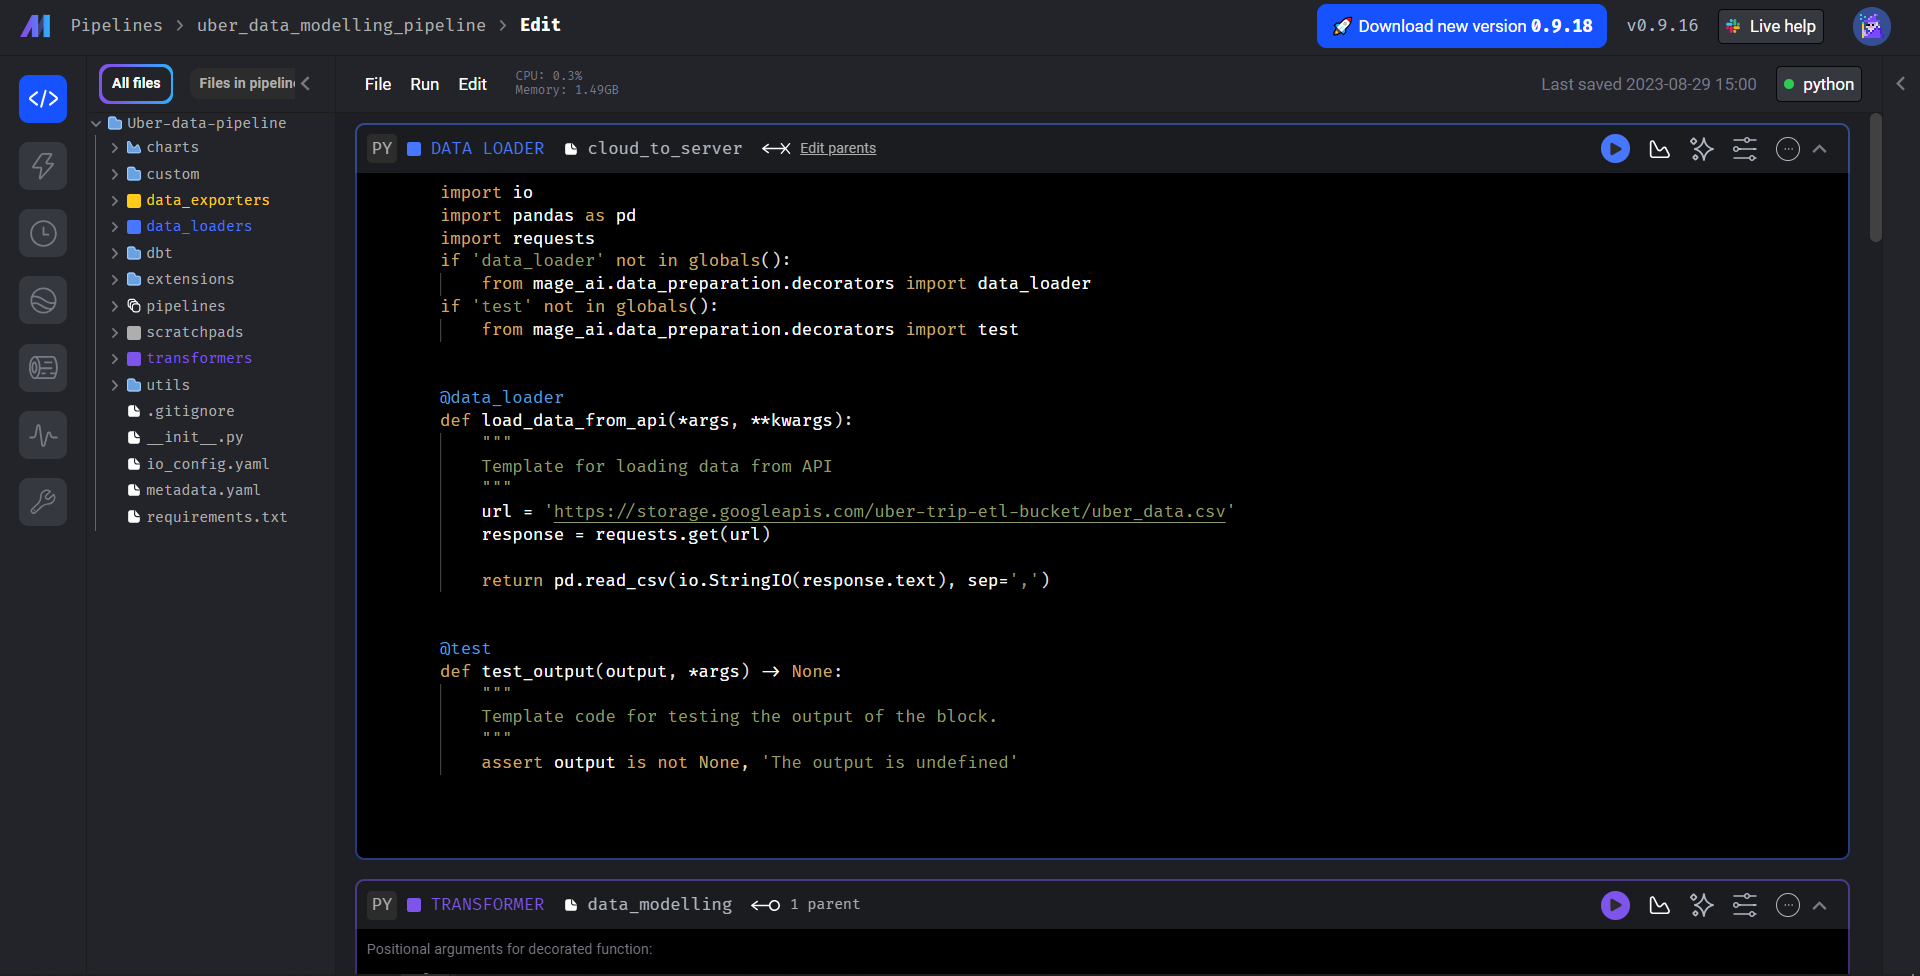 Pipelines > uber_data_modelling_pipeline > Edit
Download new version 0.9.18
v0.9.16
Live help
All files
Files in pipelin
File Run Edit
CPU: 0.3%
Memory: 1.49GB
Last saved 2023-08-29 15:00
python
Uber-data-pipeline
charts
custom
data_exporters
data_loaders
dbt
extensions
pipelines
scratchpads
transformers
utils
.gitignore
__init__.py
io_config.yaml
metadata.yaml
requirements.txt
PY DATA LOADER cloud_to_server Edit parents
import io
import pandas as pd
import requests
if 'data_loader' not in globals():
from mage_ai.data_preparation.decorators import data_loader
if 'test' not in globals():
from mage_ai.data_preparation.decorators import test
@data_loader
def load_data_from_api(*args, **kwargs):
"""
Template for loading data from API
"""
url = 'https://storage.googleapis.com/uber-trip-etl-bucket/uber_data.csv'
response = requests.get(url)
return pd.read_csv(io.StringIO(response.text), sep=',')
@test
def test_output(output, *args) -> None:
"""
Template code for testing the output of the block.
"""
assert output is not None, 'The output is undefined'
PY TRANSFORMER data_modelling 1 parent
Positional arguments for decorated function: